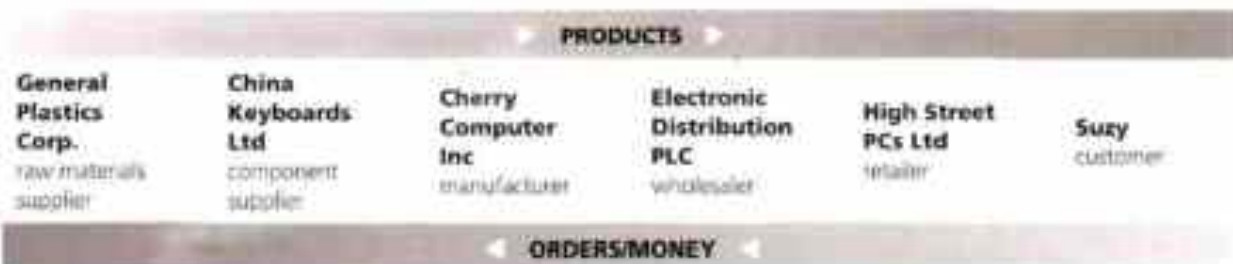 PRODUCTS
General
Plastics
Corp.
raw materials
supplier
China
Keyboards
Ltd
component
supplier
Cherry
Computer
Inc
manufacturer
Electronic
Distribution
PLC
wholesaler
High Street
PCs Ltd
retailer
Suzy
customer
ORDERS/MONEY